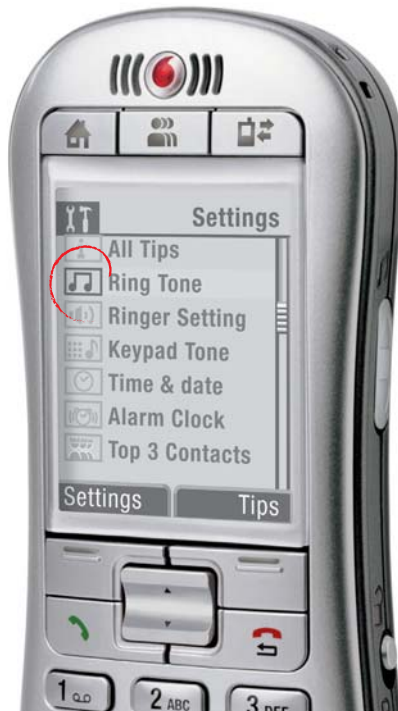 Settings
All Tips
Ring Tone
Ringer Setting
Keypad Tone
Time & date
Alarm Clock
Top 3 Contacts
Settings Tips
1 2 ABC 3 DEF